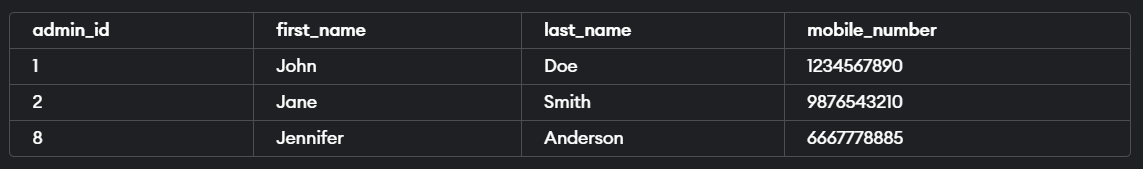 admin_id first_name last_name mobile_number
1 John Doe 1234567890
2 Jane Smith 9876543210
8 Jennifer Anderson 6667778885